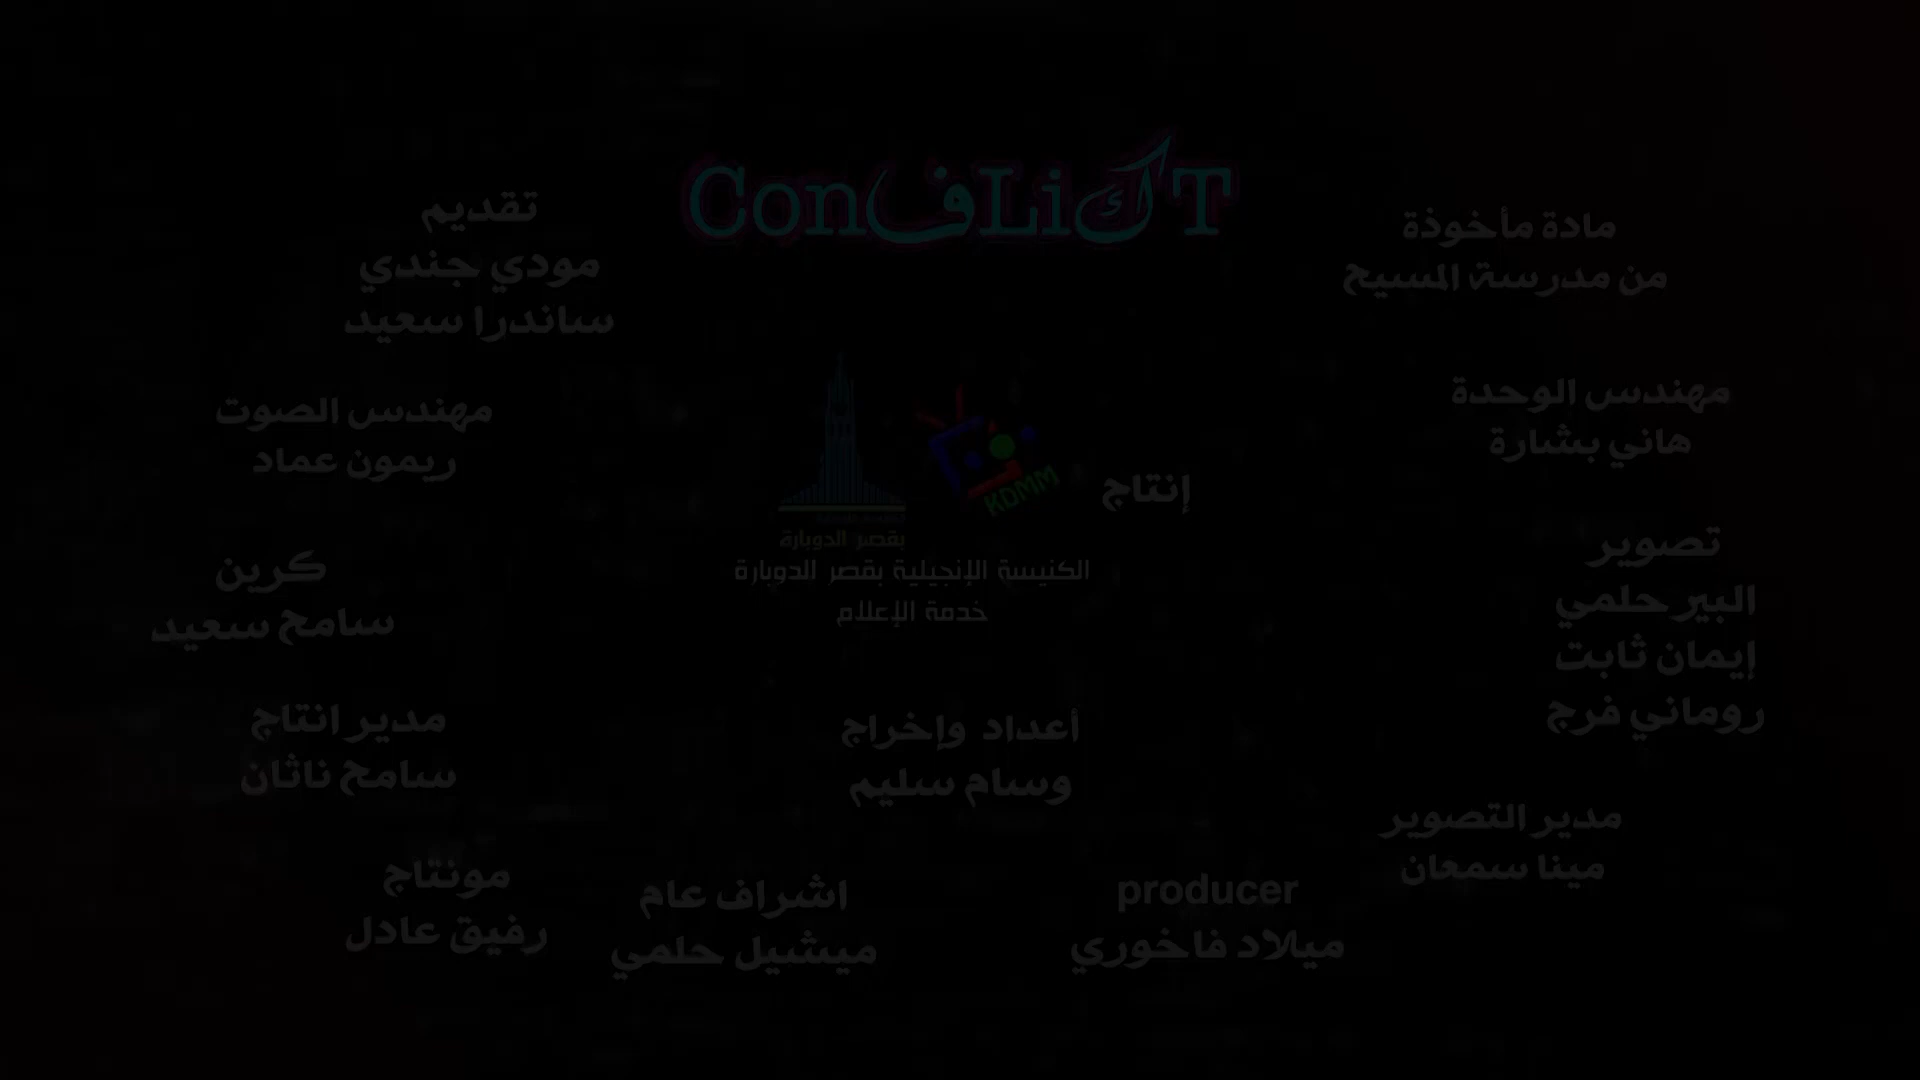 ConفLiكT
مادة مأخوذة
من مدرسة المسيح
تقديم
مودي جندي
ساندرا سعيد
مهندس الوحدة
هاني بشارة
مهندس الصوت
ريمون عماد
إنتاج
KDMM
بقصر الدوبارة
الكنيسة الإنجيلية بقصر الدوبارة
خدمة الإعلام
تصوير
البير حلمي
إيمان ثابت
روماني فرج
كرين
سامح سعيد
مدير انتاج
سامح ناثان
أعداد وإخراج
وسام سليم
مدير التصوير
مينا سمعان
مونتاج
رفيق عادل
اشراف عام
ميشيل حلمي
producer
ميلاد فاخوري